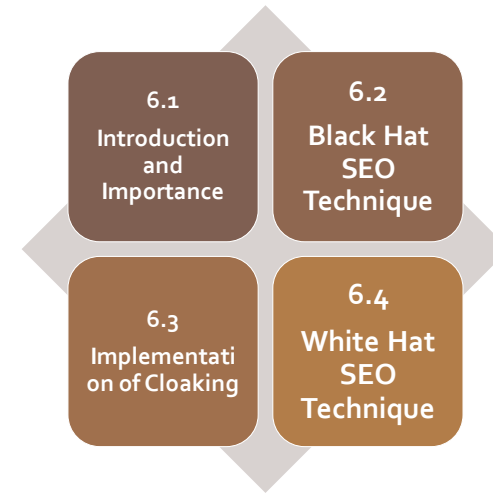 6.1
Introduction
and
Importance
6.2
Black Hat
SEO
Technique
6.3
Implementati
on of Cloaking
6.4
White Hat
SEO
Technique